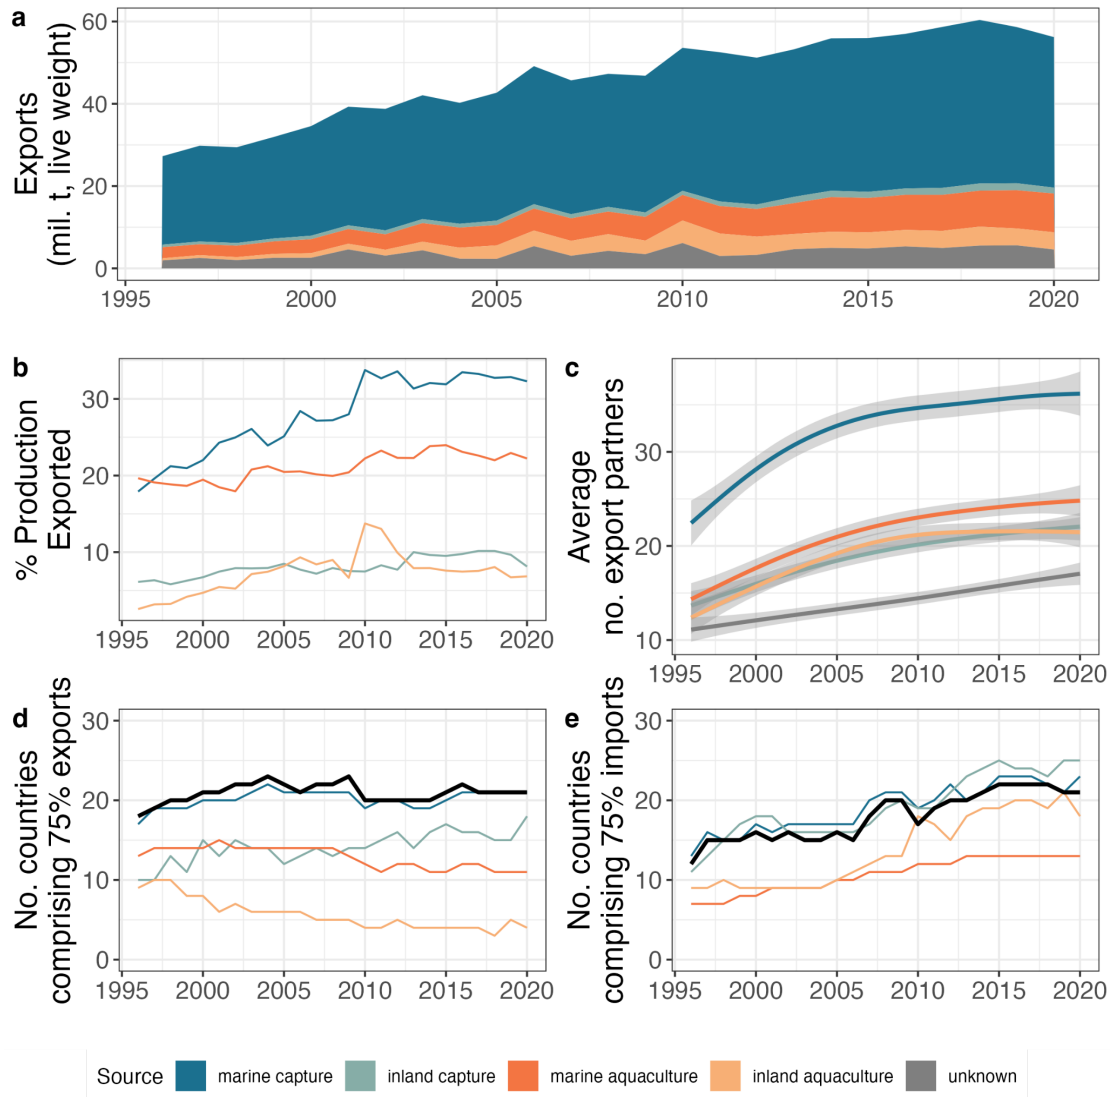 a
Exports
(mil. t, live weight)
60
40
20
0
1995 2000 2005 2010 2015 2020
b
% Production
Exported
30
20
10
1995 2000 2005 2010 2015 2020
c
Average
no. export partners
30
20
10
1995 2000 2005 2010 2015 2020
d
No. countries
comprising 75% exports
30
20
10
0
1995 2000 2005 2010 2015 2020
e
No. countries
comprising 75% imports
30
20
10
0
1995 2000 2005 2010 2015 2020
Source marine capture inland capture marine aquaculture inland aquaculture unknown